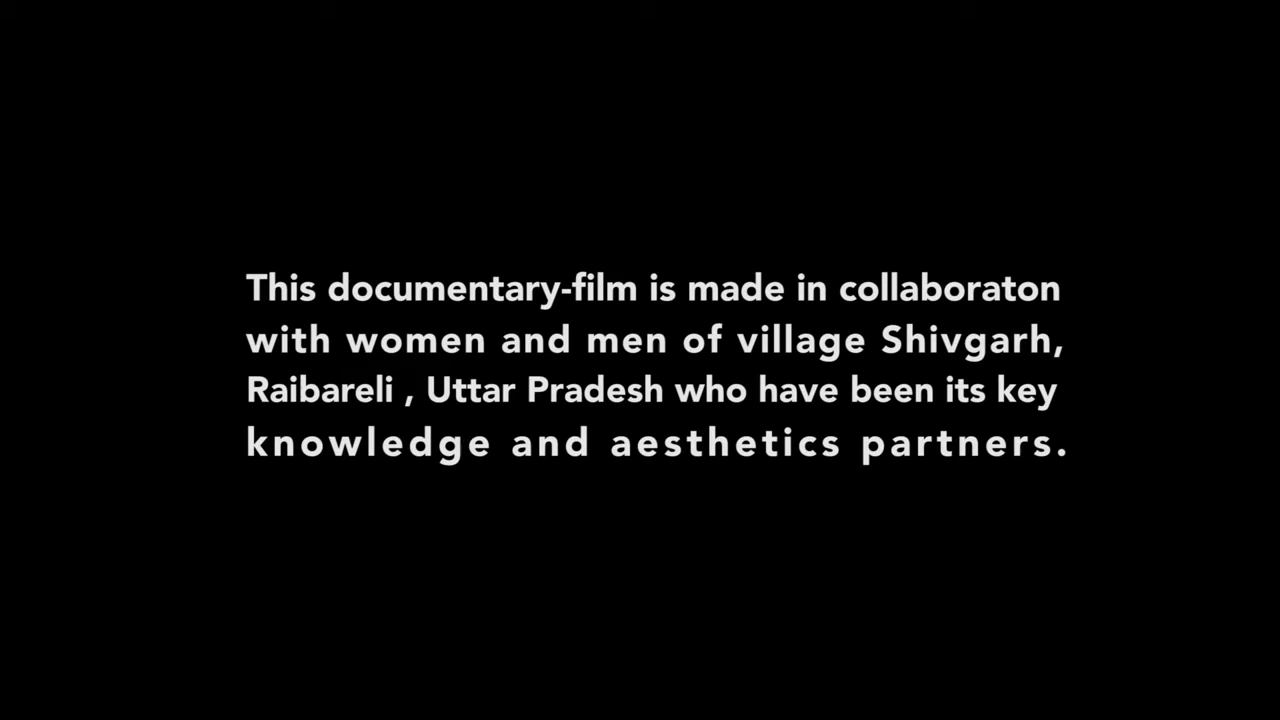 This documentary-film is made in collaboraton
with women and men of village Shivgarh,
Raibareli , Uttar Pradesh who have been its key
knowledge and aesthetics partners.